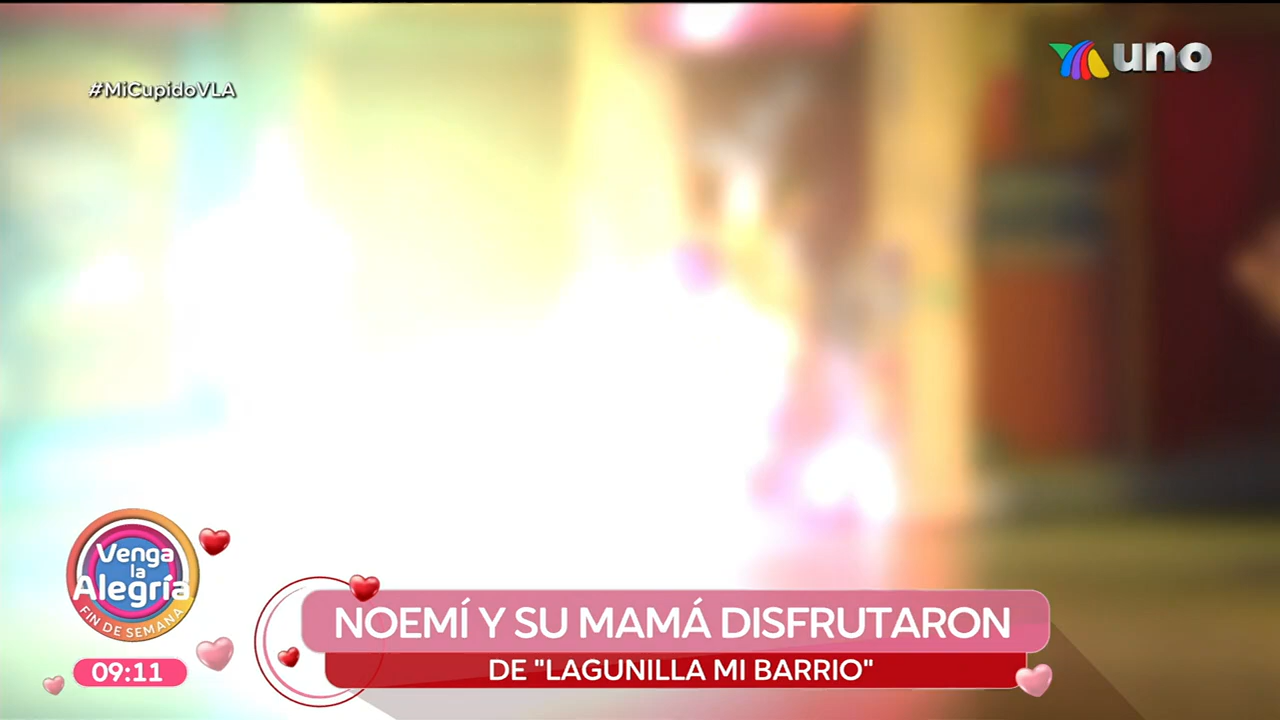 #MiCupidoVLA
uno
Venga
la
Alegría
FIN DE SEMANA
09:11
NOEMÍ Y SU MAMÁ DISFRUTARON
DE "LAGUNILLA MI BARRIO"